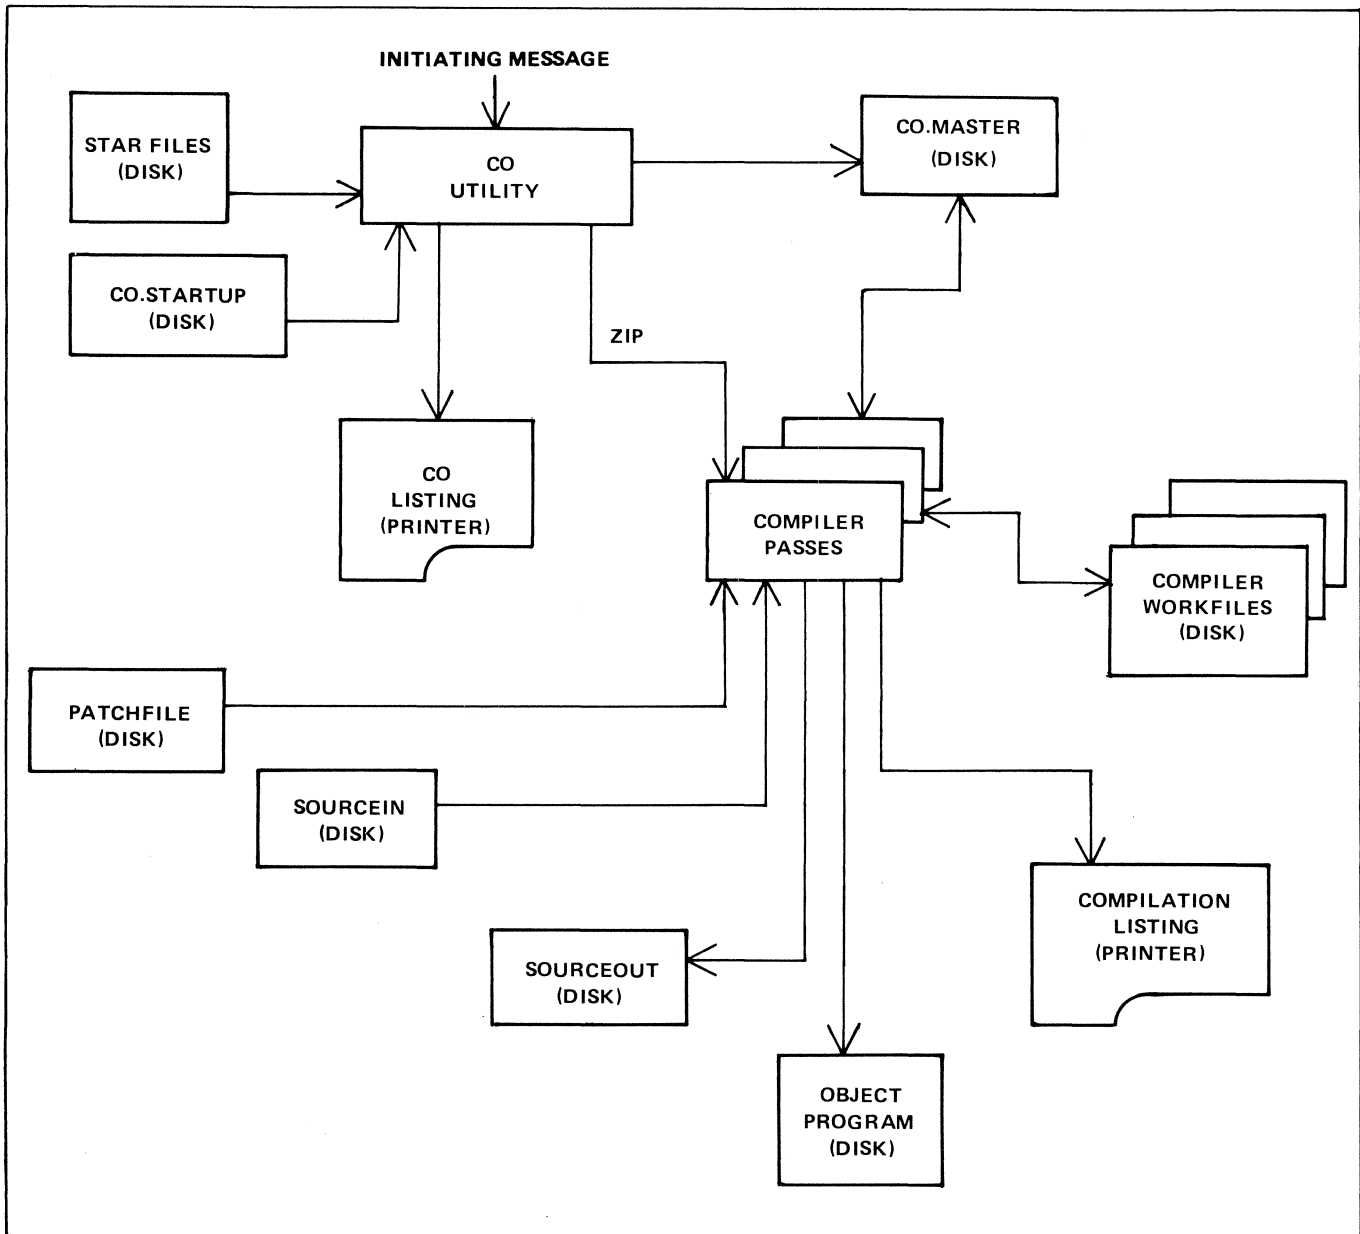 INITIATING MESSAGE
STAR FILES
(DISK)
CO
UTILITY
CO.MASTER
(DISK)
CO.STARTUP
(DISK)
ZIP
CO
LISTING
(PRINTER)
COMPILER
PASSES
COMPILER
WORKFILES
(DISK)
PATCHFILE
(DISK)
SOURCEIN
(DISK)
COMPILATION
LISTING
(PRINTER)
SOURCEOUT
(DISK)
OBJECT
PROGRAM
(DISK)